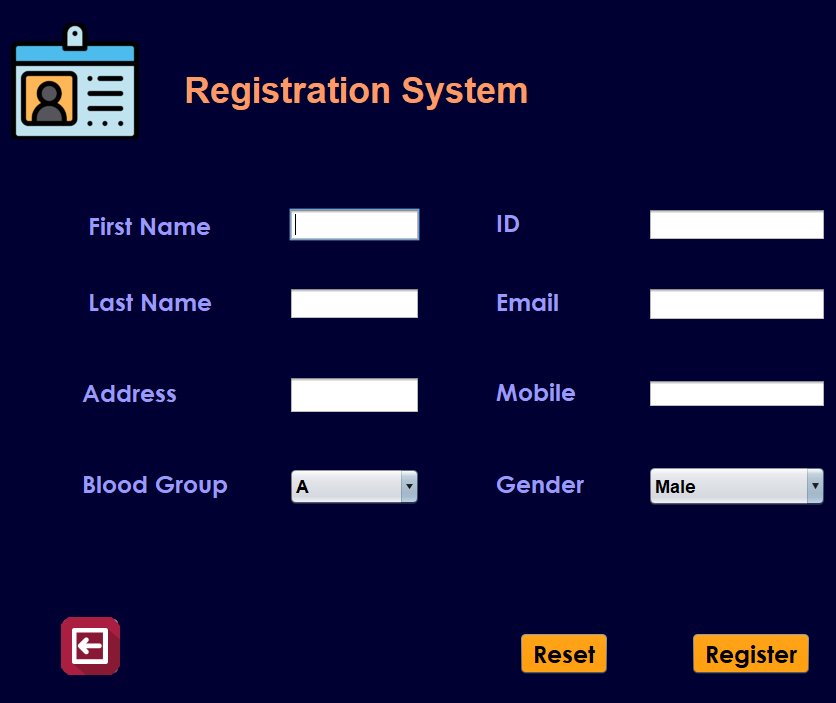 Registration System
First Name
ID
Last Name
Email
Address
Mobile
Blood Group
A
Gender
Male
Reset
Register